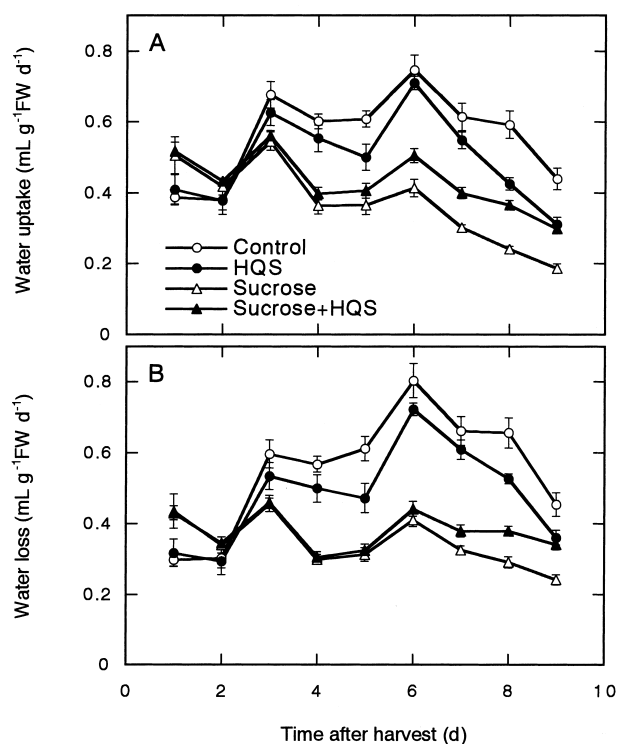 A
0.8
0.6
0.4
0.2
0
Water uptake (mL g⁻¹FW d⁻¹)
Control
HQS
Sucrose
Sucrose+HQS
B
0.8
0.6
0.4
0.2
0
Water loss (mL g⁻¹FW d⁻¹)
0 2 4 6 8 10
Time after harvest (d)